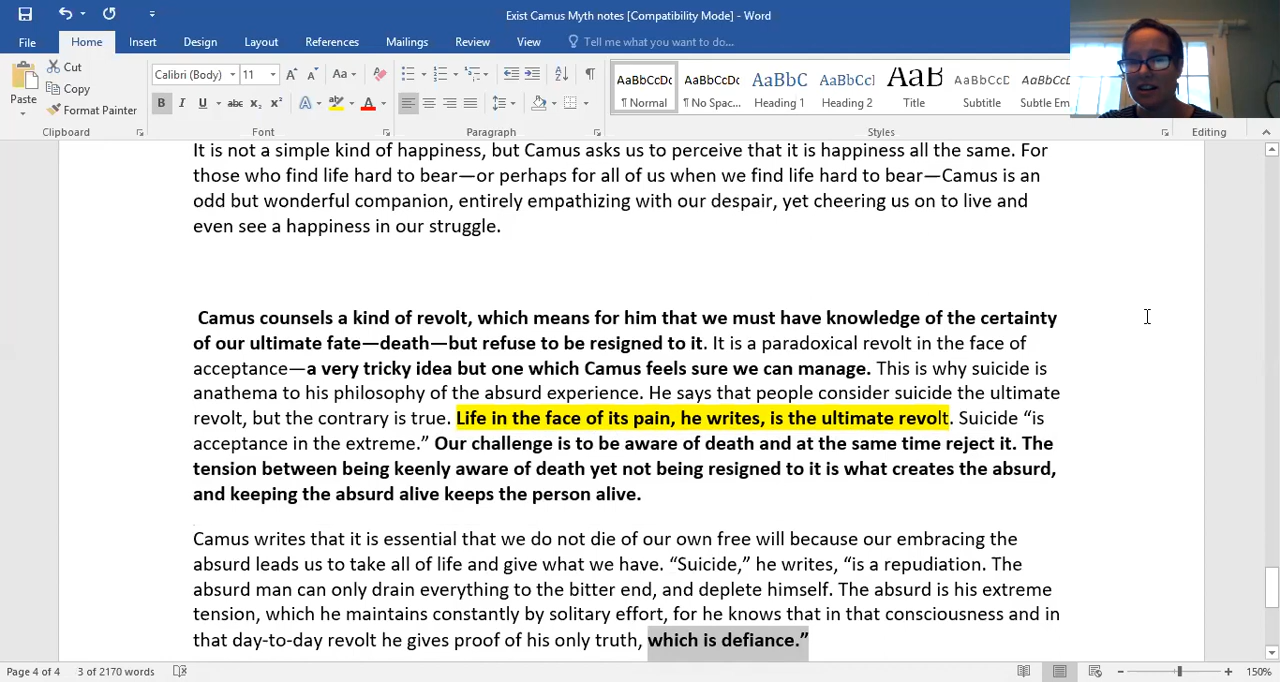 Exist Camus Myth notes [Compatibility Mode] - Word
File Home Insert Design Layout References Mailings Review View Tell me what you want to do...
Paste
Cut
Copy
Format Painter
Clipboard
Calibri (Body) 11
Font
Paragraph
AaBbCcDc AaBbCcDc AaBbC AaBbCcl AaB AaBbCcD AaBbCcD
¶ Normal ¶ No Spac... Heading 1 Heading 2 Title Subtitle Subtle Em...
Styles
Editing
It is not a simple kind of happiness, but Camus asks us to perceive that it is happiness all the same. For
those who find life hard to bear—or perhaps for all of us when we find life hard to bear—Camus is an
odd but wonderful companion, entirely empathizing with our despair, yet cheering us on to live and
even see a happiness in our struggle.
Camus counsels a kind of revolt, which means for him that we must have knowledge of the certainty
of our ultimate fate—death—but refuse to be resigned to it. It is a paradoxical revolt in the face of
acceptance—a very tricky idea but one which Camus feels sure we can manage. This is why suicide is
anathema to his philosophy of the absurd experience. He says that people consider suicide the ultimate
revolt, but the contrary is true. Life in the face of its pain, he writes, is the ultimate revolt. Suicide “is
acceptance in the extreme.” Our challenge is to be aware of death and at the same time reject it. The
tension between being keenly aware of death yet not being resigned to it is what creates the absurd,
and keeping the absurd alive keeps the person alive.
Camus writes that it is essential that we do not die of our own free will because our embracing the
absurd leads us to take all of life and give what we have. “Suicide,” he writes, “is a repudiation. The
absurd man can only drain everything to the bitter end, and deplete himself. The absurd is his extreme
tension, which he maintains constantly by solitary effort, for he knows that in that consciousness and in
that day-to-day revolt he gives proof of his only truth, which is defiance.”
Page 4 of 4 3 of 2170 words 150%